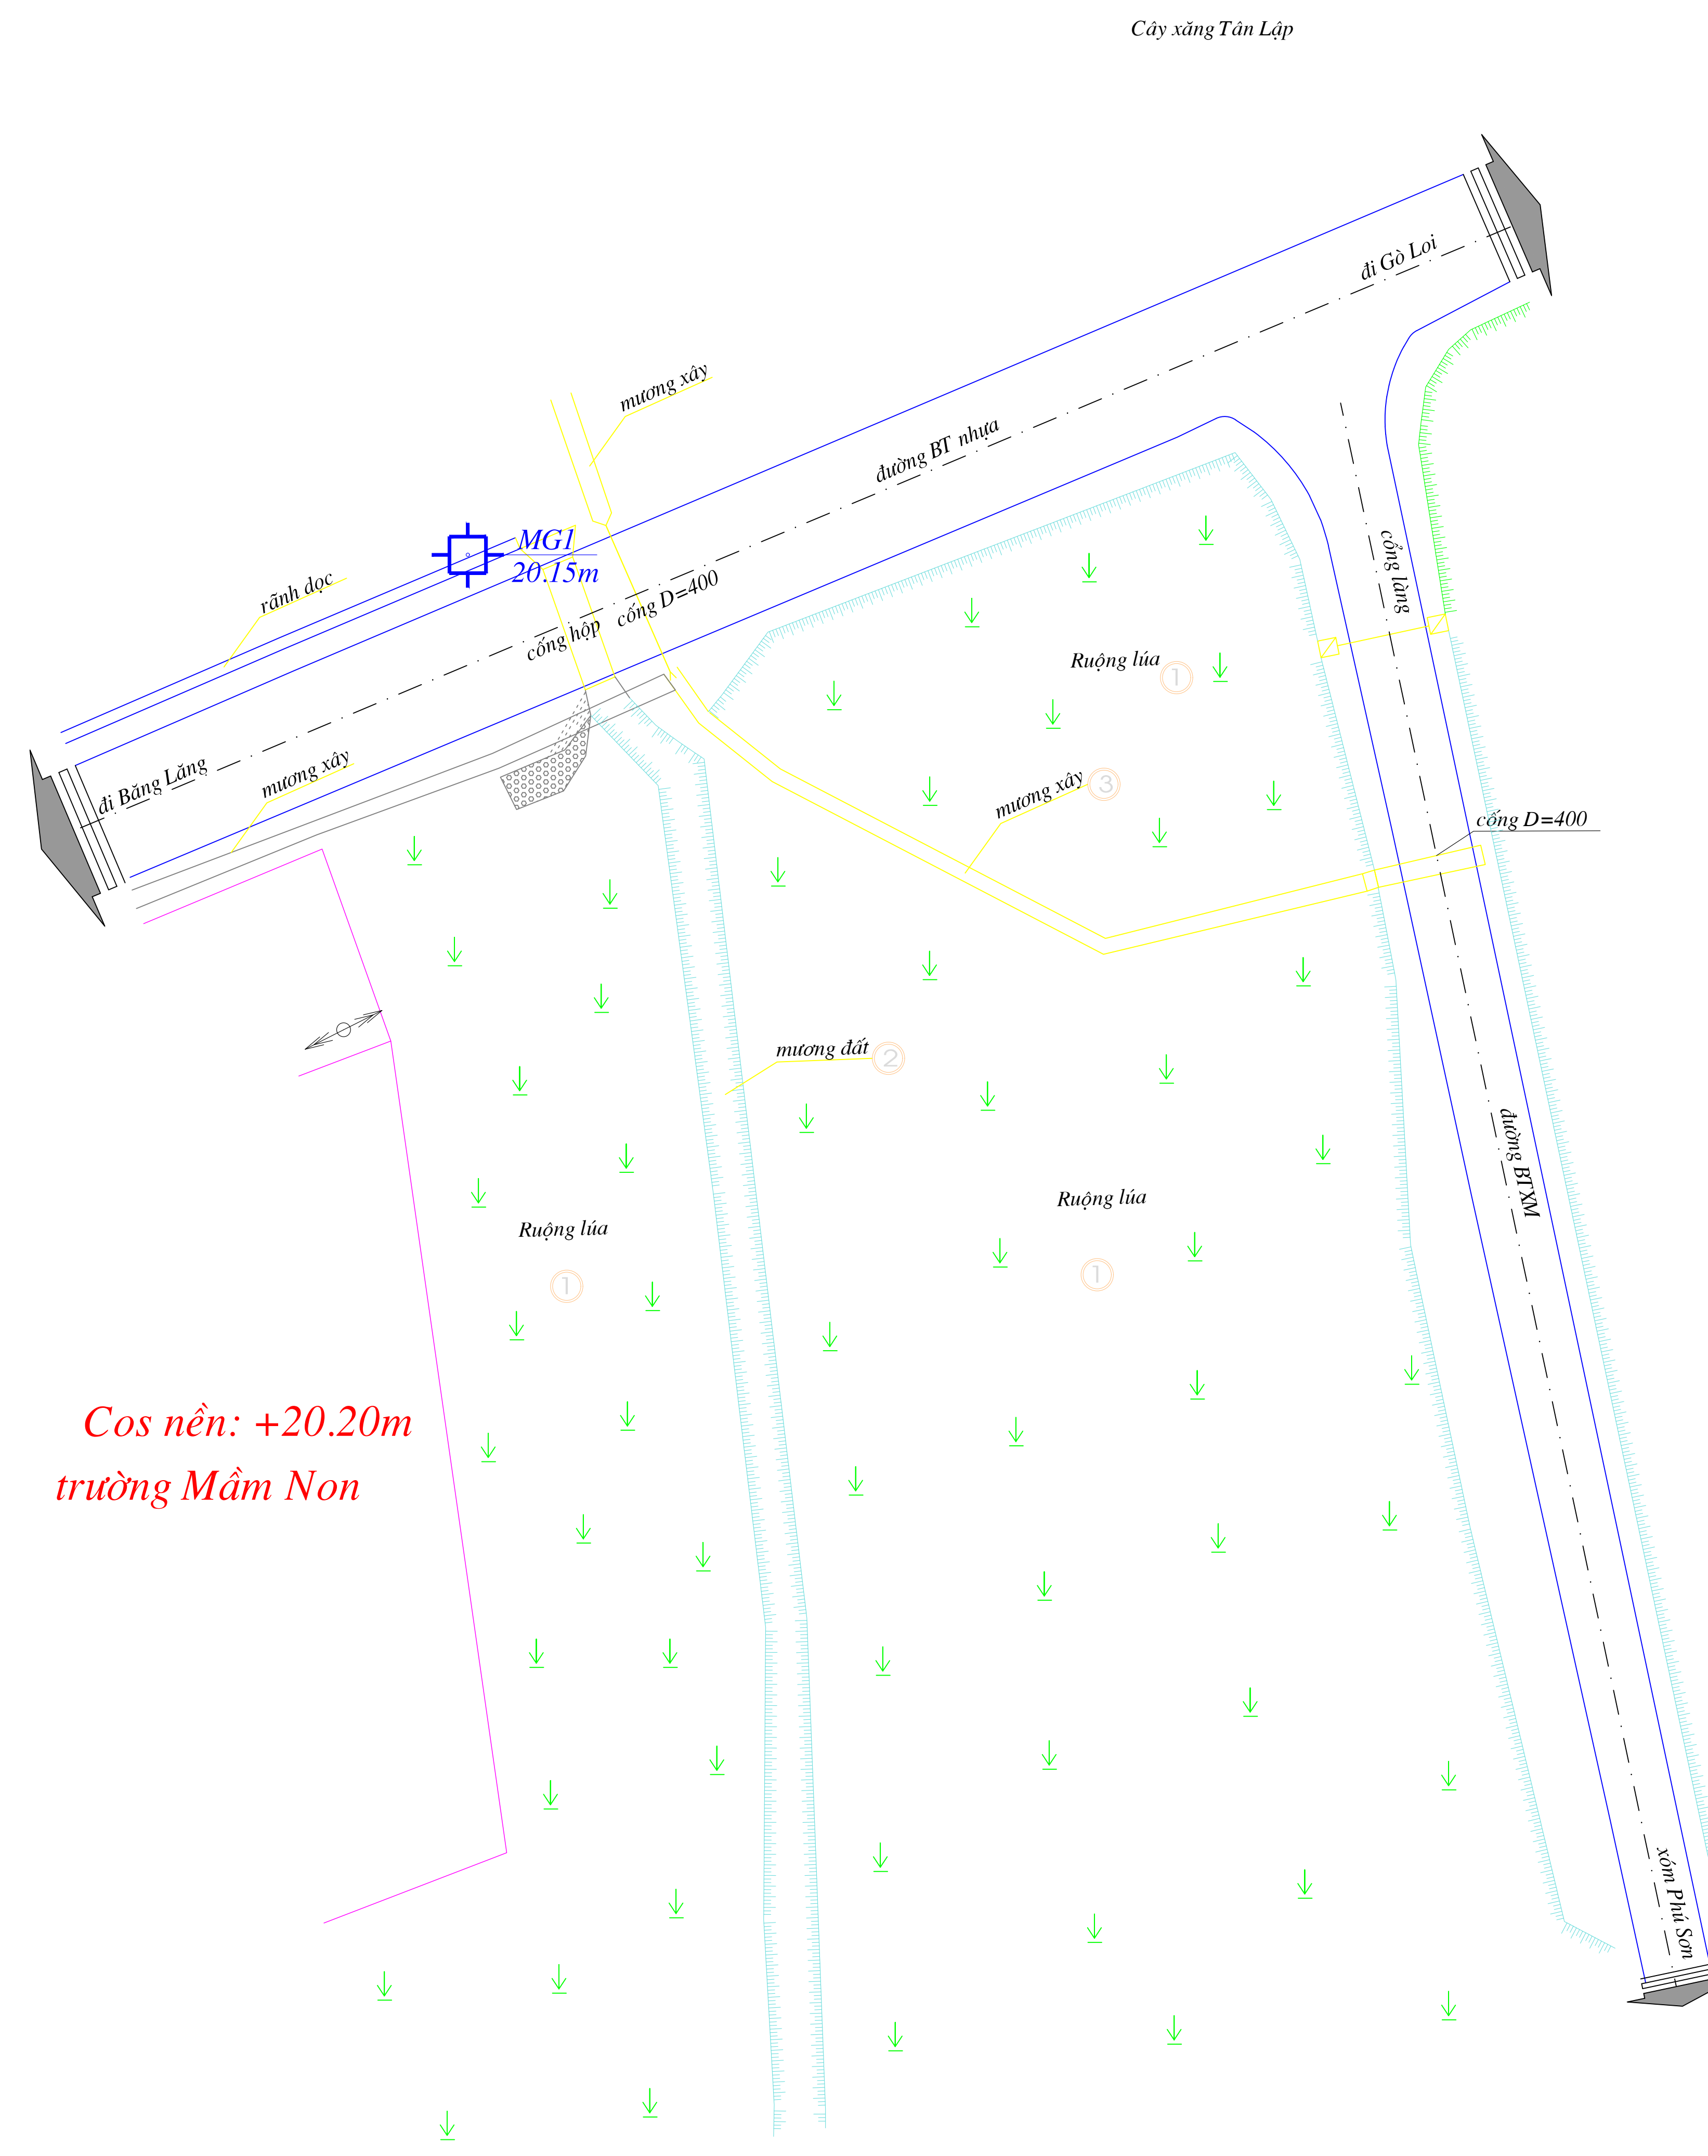 Cây xăng Tân Lập
đi Gò Loi
mương xây
đường BT nhựa
MG1
20.15m
cổng làng
rãnh dọc
cống D=400
cống hộp
Ruộng lúa
1
đi Băng Lăng
mương xây
mương xây
3
cống D=400
mương đất
2
đường BTXM
Ruộng lúa
1
Ruộng lúa
1
Cos nền: +20.20m
trường Mầm Non
xóm Phú Sơn